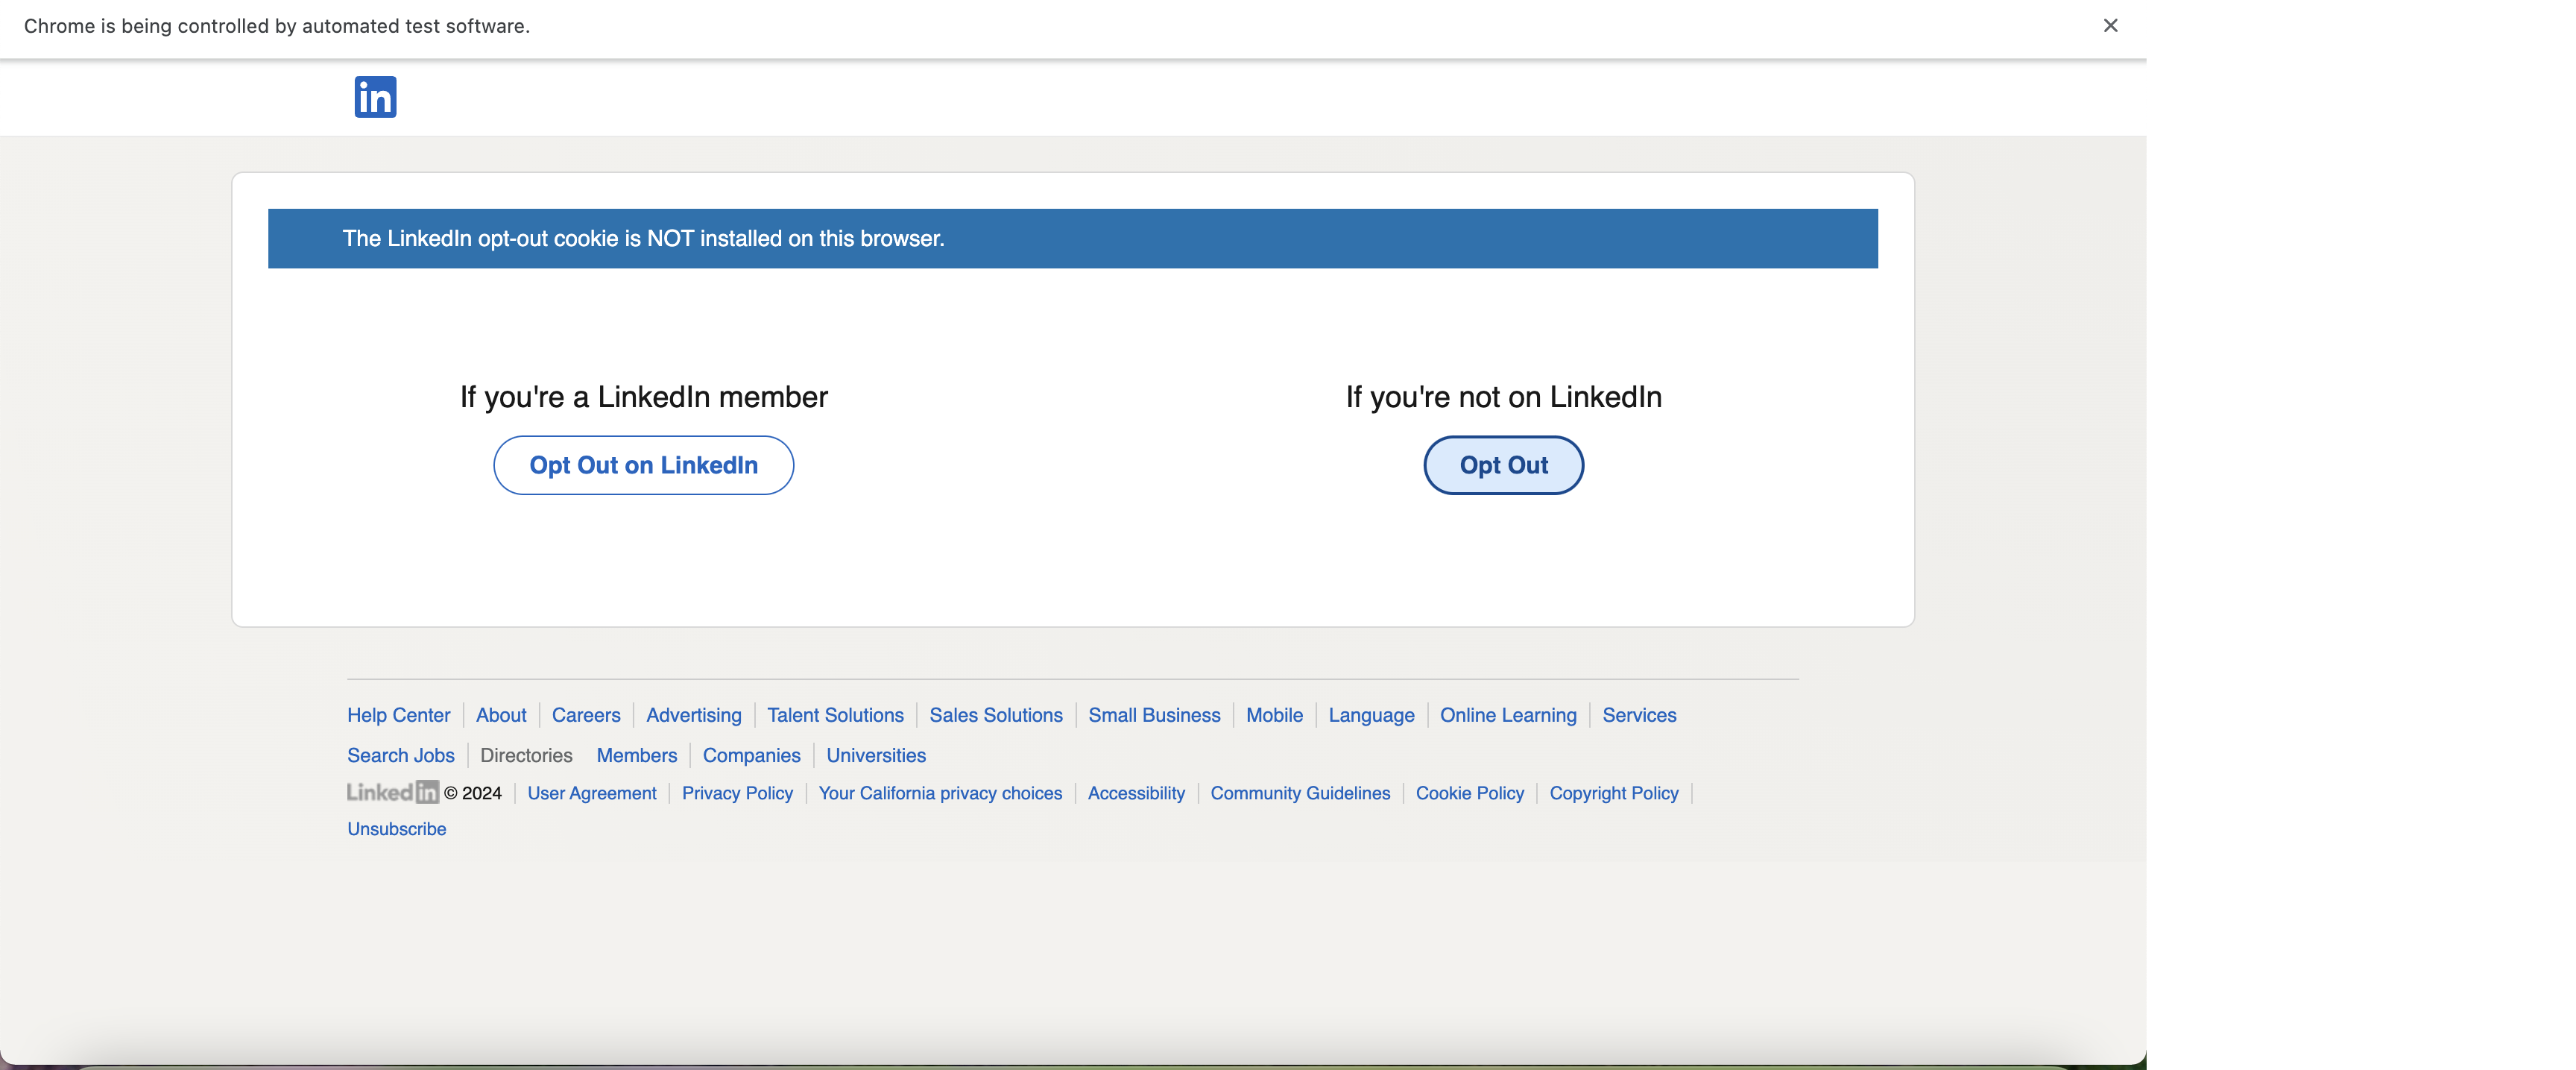 Chrome is being controlled by automated test software.
in
The LinkedIn opt-out cookie is NOT installed on this browser.
If you're a LinkedIn member
Opt Out on LinkedIn
If you're not on LinkedIn
Opt Out
Help Center About Careers Advertising Talent Solutions Sales Solutions Small Business Mobile Language Online Learning Services
Search Jobs Directories Members Companies Universities
Linkedin © 2024 User Agreement Privacy Policy Your California privacy choices Accessibility Community Guidelines Cookie Policy Copyright Policy
Unsubscribe